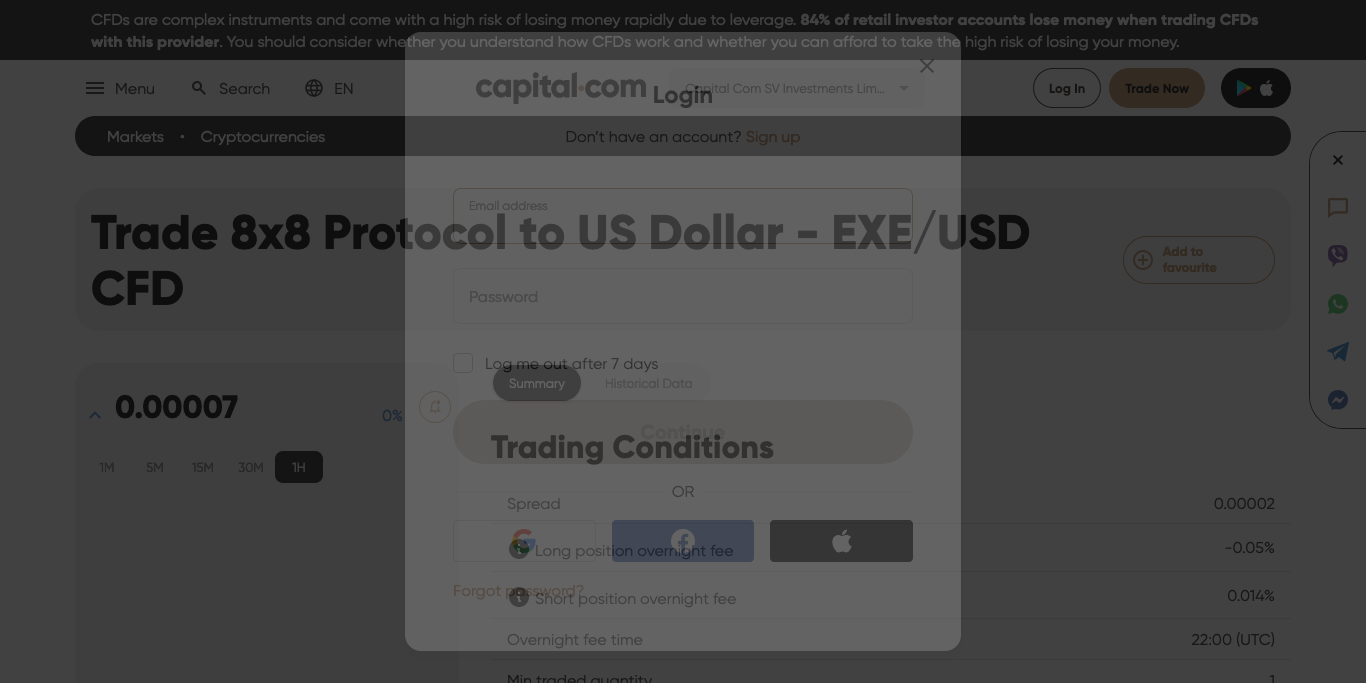 CFDs are complex instruments and come with a high risk of losing money rapidly due to leverage. 84% of retail investor accounts lose money when trading CFDs
with this provider. You should consider whether you understand how CFDs work and whether you can afford to take the high risk of losing your money.
Menu
Search
EN
capital.com
Capital Com SV Investments Lim...
Log In
Trade Now
Login
Markets • Cryptocurrencies
Don't have an account? Sign up
Email address
Trade 8x8 Protocol to US Dollar - EXE/USD
CFD
Add to
favourite
Password
Log me out after 7 days
Summary
Historical Data
0.00007
0%
Continue
Trading Conditions
1M
5M
15M
30M
1H
OR
Spread
0.00002
Long position overnight fee
-0.05%
Forgot password?
Short position overnight fee
0.014%
Overnight fee time
22:00 (UTC)
Min traded quantity
1